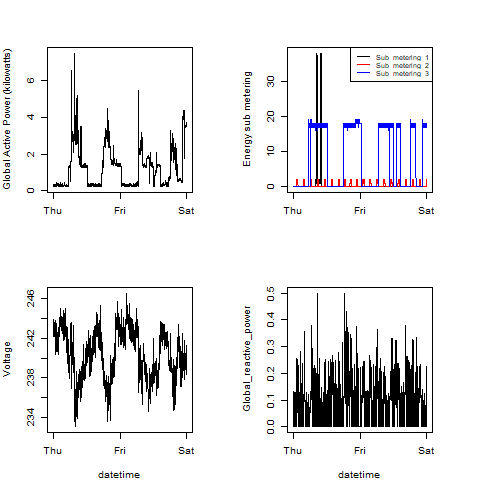 Global Active Power (kilowatts)
6
4
2
0
Thu Fri Sat
Energy sub metering
30
20
10
0
Sub metering 1
Sub metering 2
Sub metering 3
Thu Fri Sat
Voltage
246
242
238
234
Thu Fri Sat
datetime
Global_reactive_power
0.5
0.4
0.3
0.2
0.1
0.0
Thu Fri Sat
datetime